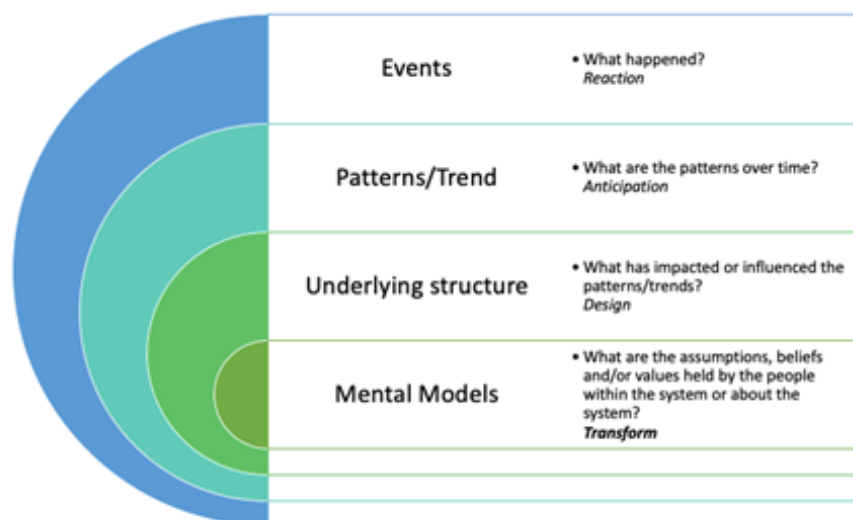 Events
• What happened?
Reaction
Patterns/Trend
• What are the patterns over time?
Anticipation
Underlying structure
• What has impacted or influenced the
patterns/trends?
Design
Mental Models
• What are the assumptions, beliefs
and/or values held by the people
within the system or about the
system?
Transform